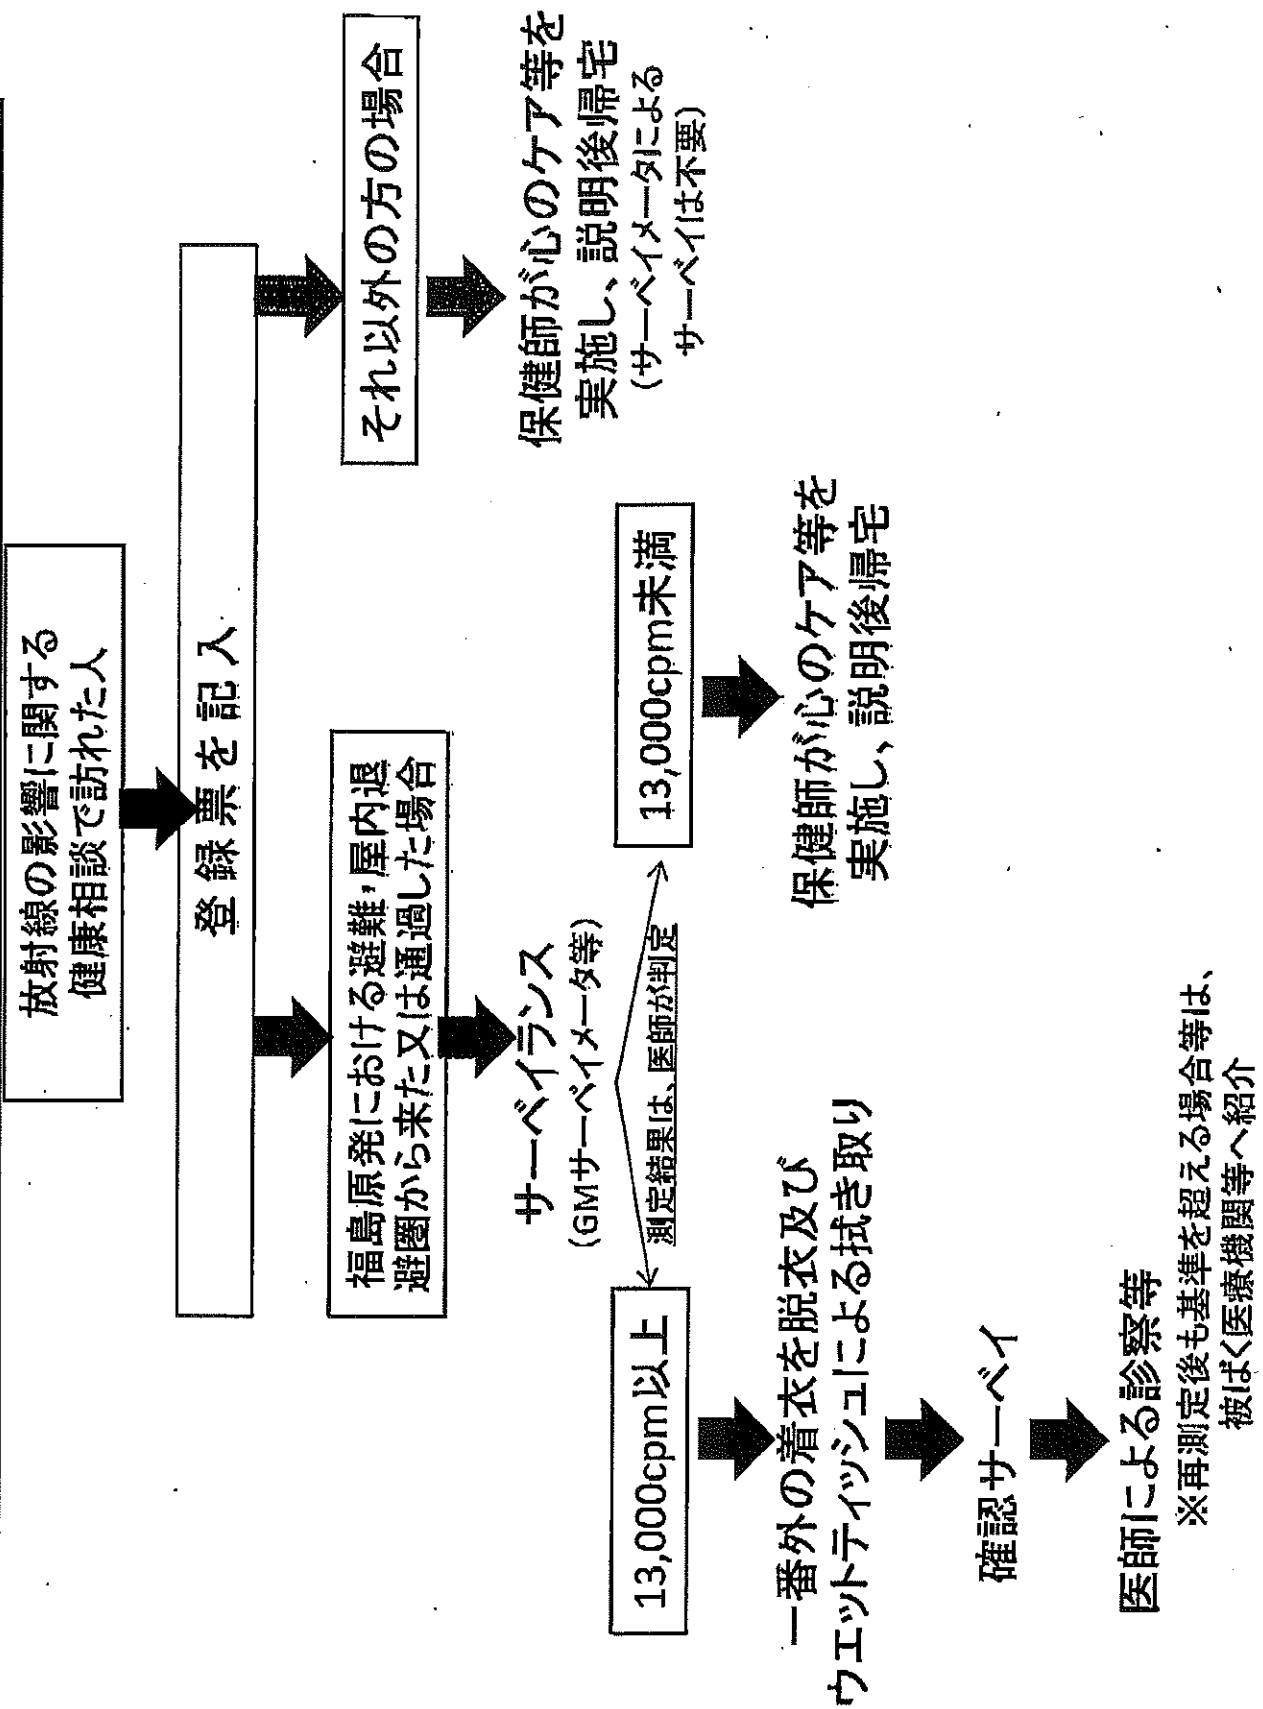 放射線の影響に関する
健康相談で訪れた人
登録票を記入
福島原発における避難・屋内退
避圏から来た又は通過した場合
それ以外の方の場合
サーベイランス
(GMサーベイメータ等)
測定結果は、医師が判定
保健師が心のケア等を
実施し、説明後帰宅
(サーベイメータによる
サーベイは不要)
13,000cpm以上
13,000cpm未満
一番外の着衣を脱衣及び
ウエットティッシュによる拭き取り
保健師が心のケア等を
実施し、説明後帰宅
確認サーベイ
医師による診察等
※再測定後も基準を超える場合等は、
被ばく医療機関等へ紹介